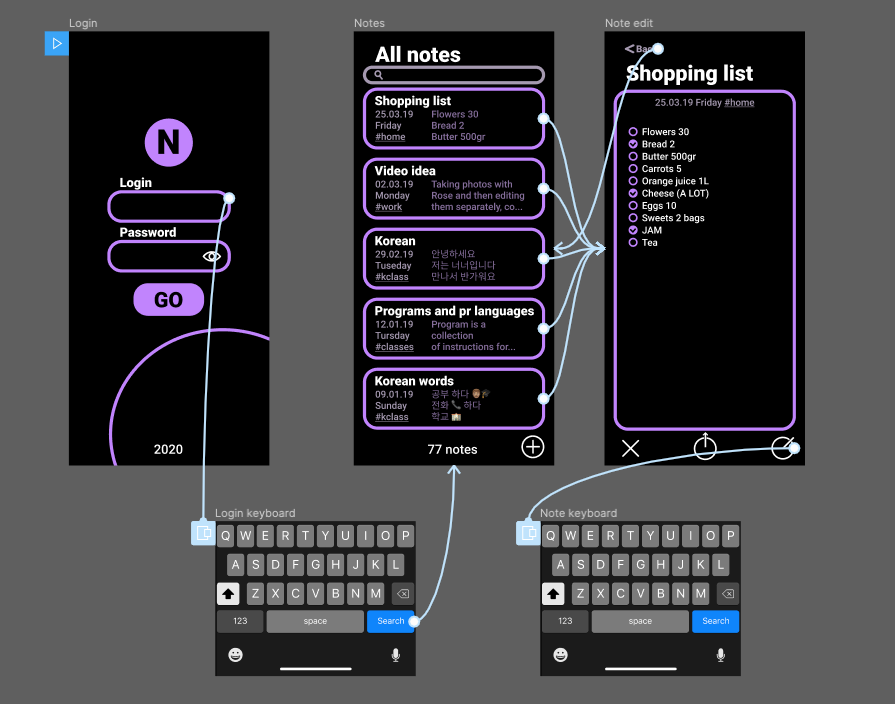 Login
N
Login
Password
GO
2020
Notes
All notes
Shopping list
25.03.19 Flowers 30
Friday Bread 2
#home Butter 500gr
Video idea
02.03.19 Taking photos with
Monday Rose and then editing
#work them separately, co...
Korean
29.02.19 안녕하세요
Tuseday 저는 너너입니다
#kclass 만나서 반가워요
Programs and pr languages
12.01.19 Program is a
Tursday collection
#classes of instructions for...
Korean words
09.01.19 공부 하다
Sunday 전화 📞 하다
#kclass 학교 🏫
77 notes
Note edit
Shopping list
25.03.19 Friday #home
Flowers 30
Bread 2
Butter 500gr
Carrots 5
Orange juice 1L
Cheese (A LOT)
Eggs 10
Sweets 2 bags
JAM
Tea
Login keyboard
Q W E R T Y U I O P
A S D F G H J K L
Z X C V B N M
123 space Search
Note keyboard
Q W E R T Y U I O P
A S D F G H J K L
Z X C V B N M
123 space Search